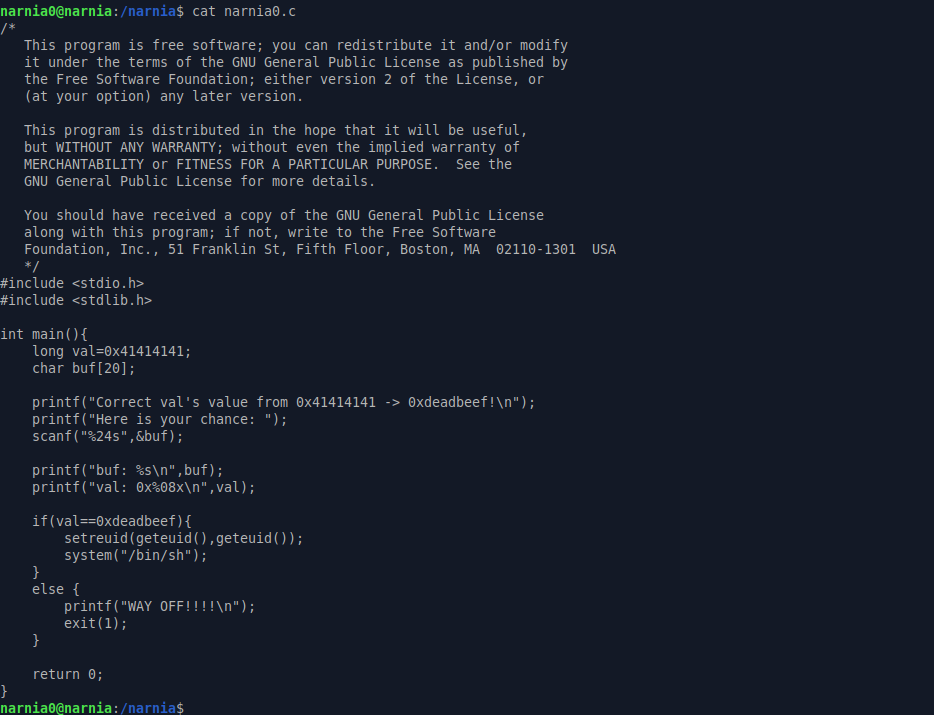 narnia0@narnia:/narnia$ cat narnia0.c
/*
   This program is free software; you can redistribute it and/or modify
   it under the terms of the GNU General Public License as published by
   the Free Software Foundation; either version 2 of the License, or
   (at your option) any later version.

   This program is distributed in the hope that it will be useful,
   but WITHOUT ANY WARRANTY; without even the implied warranty of
   MERCHANTABILITY or FITNESS FOR A PARTICULAR PURPOSE.  See the
   GNU General Public License for more details.

   You should have received a copy of the GNU General Public License
   along with this program; if not, write to the Free Software
   Foundation, Inc., 51 Franklin St, Fifth Floor, Boston, MA  02110-1301  USA
   */
#include <stdio.h>
#include <stdlib.h>

int main(){
    long val=0x41414141;
    char buf[20];

    printf("Correct val's value from 0x41414141 -> 0xdeadbeef!\n");
    printf("Here is your chance: ");
    scanf("%24s",&buf);

    printf("buf: %s\n",buf);
    printf("val: 0x%08x\n",val);

    if(val==0xdeadbeef){
        setreuid(geteuid(),geteuid());
        system("/bin/sh");
    }
    else {
        printf("WAY OFF!!!!\n");
        exit(1);
    }

    return 0;
}
narnia0@narnia:/narnia$